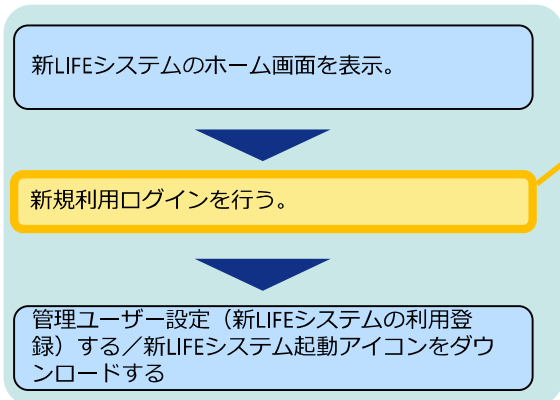 新LIFEシステムのホーム画面を表示。
新規利用ログインを行う。
管理ユーザー設定（新LIFEシステムの利用登
録）する／新LIFEシステム起動アイコンをダウ
ンロードする